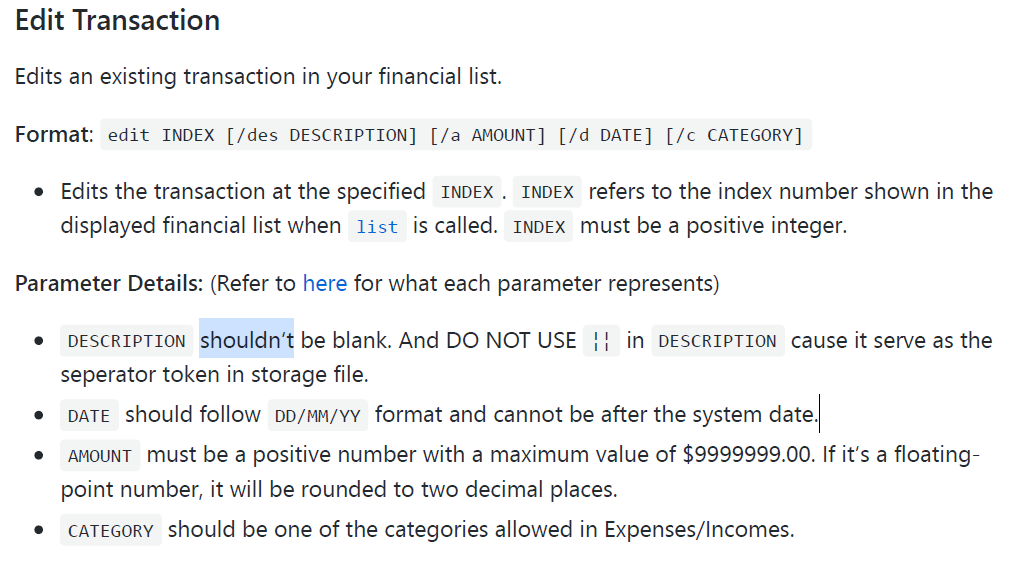 Edit Transaction
Edits an existing transaction in your financial list.
Format: edit INDEX [/des DESCRIPTION] [/a AMOUNT] [/d DATE] [/c CATEGORY]
• Edits the transaction at the specified INDEX . INDEX refers to the index number shown in the
displayed financial list when list is called. INDEX must be a positive integer.
Parameter Details: (Refer to here for what each parameter represents)
• DESCRIPTION shouldn’t be blank. And DO NOT USE ¦¦ in DESCRIPTION cause it serve as the
seperator token in storage file.
• DATE should follow DD/MM/YY format and cannot be after the system date.
• AMOUNT must be a positive number with a maximum value of $9999999.00. If it’s a floating-
point number, it will be rounded to two decimal places.
• CATEGORY should be one of the categories allowed in Expenses/Incomes.